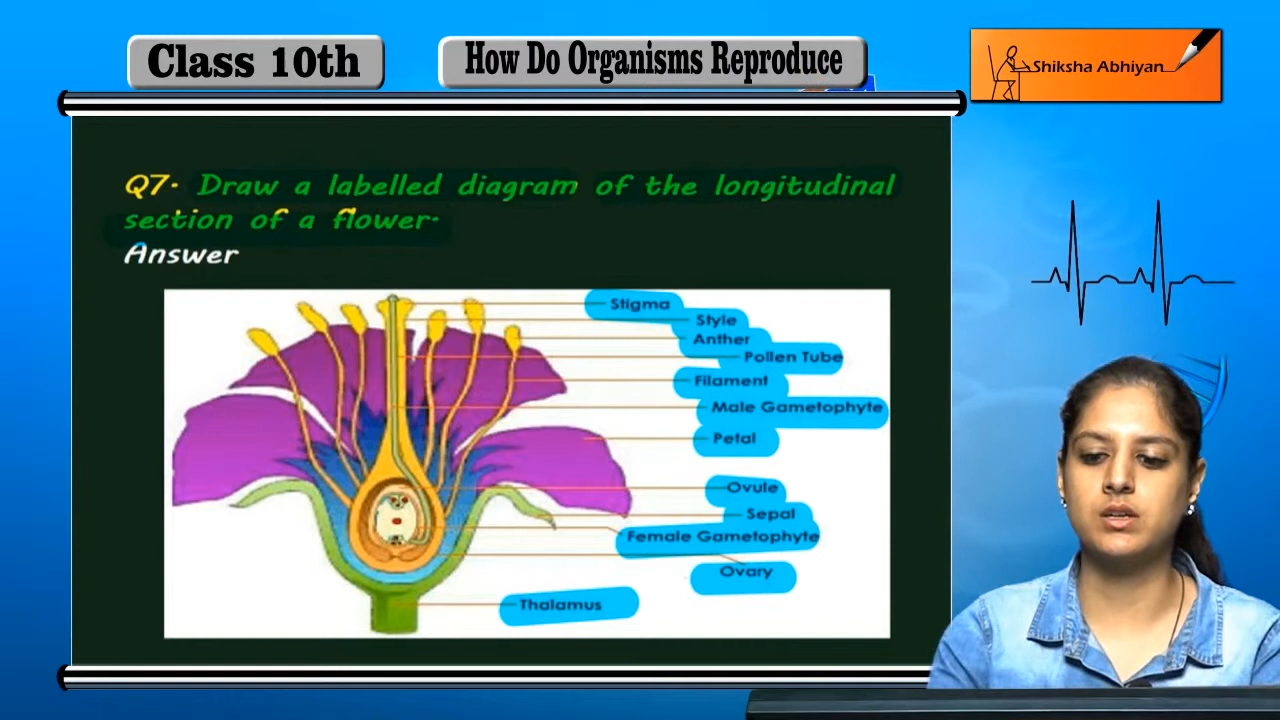 Class 10th
How Do Organisms Reproduce
Shiksha Abhiyan
Q7. Draw a labelled diagram of the longitudinal
section of a flower.
Answer
Stigma
Style
Anther
Pollen Tube
Filament
Male Gametophyte
Petal
Ovule
Sepal
Female Gametophyte
Ovary
Thalamus